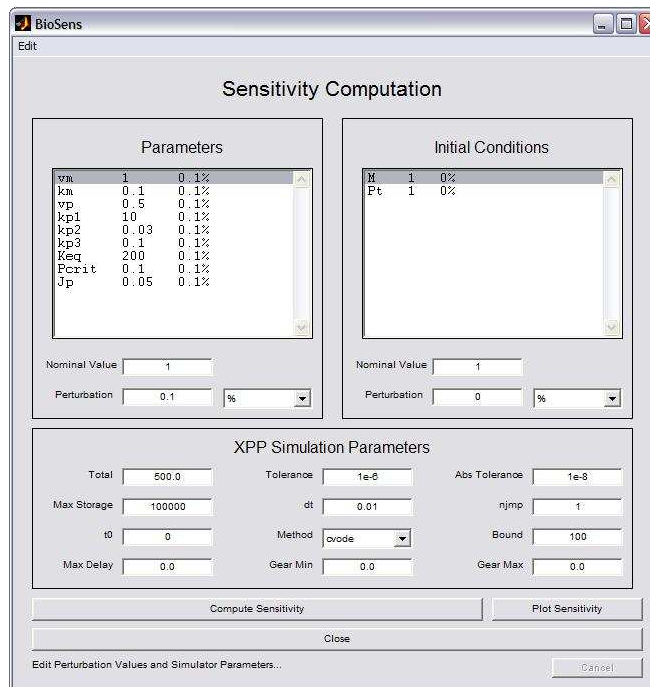 BioSens
Edit
Sensitivity Computation
Parameters
vm 1 0.1%
km 0.1 0.1%
vp 0.5 0.1%
kp1 10 0.1%
kp2 0.03 0.1%
kp3 0.1 0.1%
Keq 200 0.1%
Pcrit 0.1 0.1%
Jp 0.05 0.1%
Nominal Value 1
Perturbation 0.1 %
Initial Conditions
M 1 0%
Pt 1 0%
Nominal Value 1
Perturbation 0 %
XPP Simulation Parameters
Total 500.0 Tolerance 1e-6 Abs Tolerance 1e-8
Max Storage 100000 dt 0.01 njmp 1
t0 0 Method cvode Bound 100
Max Delay 0.0 Gear Min 0.0 Gear Max 0.0
Compute Sensitivity Plot Sensitivity
Close
Edit Perturbation Values and Simulator Parameters... Cancel